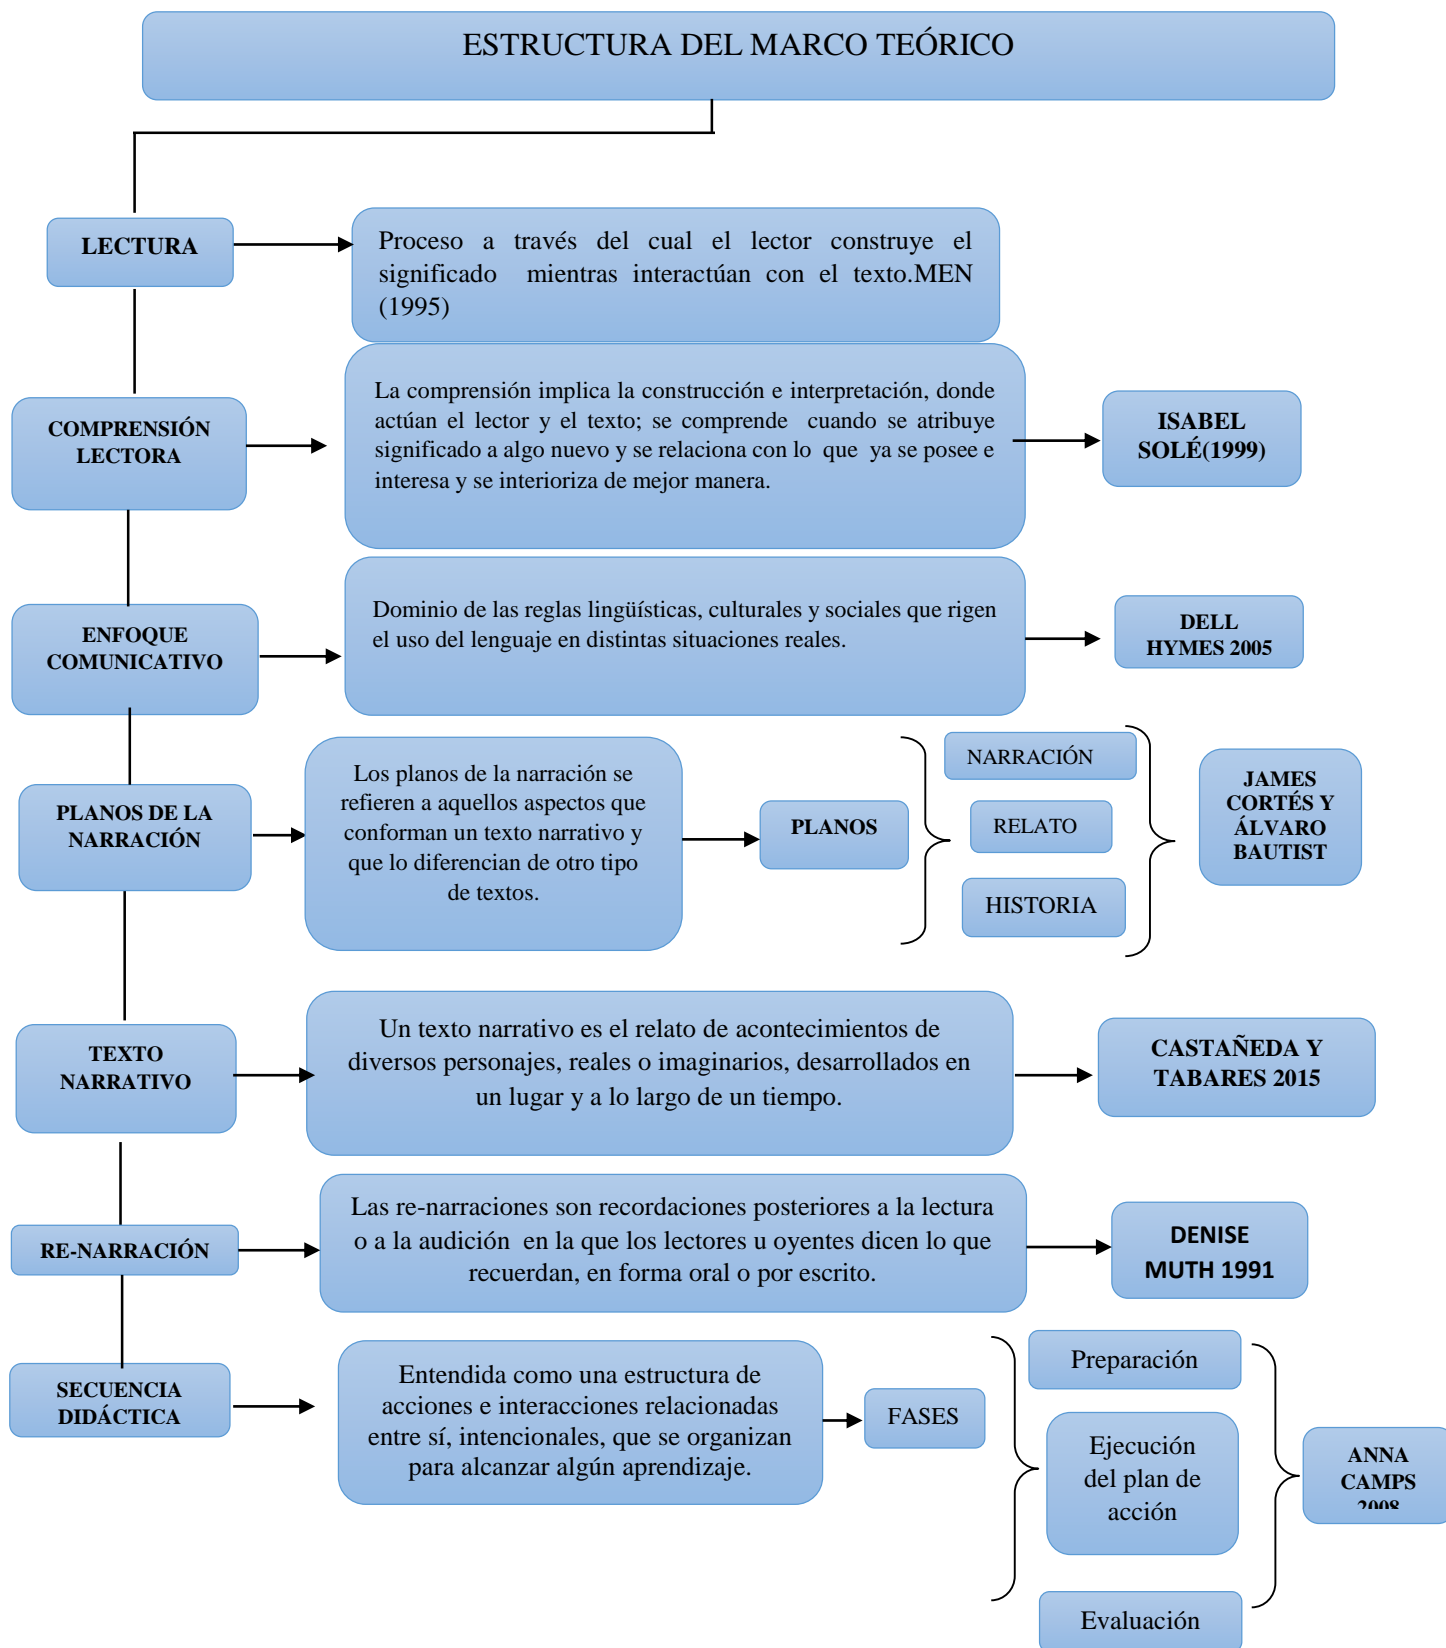 ESTRUCTURA DEL MARCO TEÓRICO
LECTURA
Proceso a través del cual el lector construye el
significado mientras interactúan con el texto.MEN
(1995)
COMPRENSIÓN
LECTORA
La comprensión implica la construcción e interpretación, donde
actúan el lector y el texto; se comprende cuando se atribuye
significado a algo nuevo y se relaciona con lo que ya se posee e
interesa y se interioriza de mejor manera.
ISABEL
SOLÉ(1999)
ENFOQUE
COMUNICATIVO
Dominio de las reglas lingüísticas, culturales y sociales que rigen
el uso del lenguaje en distintas situaciones reales.
DELL
HYMES 2005
PLANOS DE LA
NARRACIÓN
Los planos de la narración se
refieren a aquellos aspectos que
conforman un texto narrativo y
que lo diferencian de otro tipo
de textos.
PLANOS
NARRACIÓN
RELATO
HISTORIA
JAMES
CORTÉS Y
ÁLVARO
BAUTIST
TEXTO
NARRATIVO
Un texto narrativo es el relato de acontecimientos de
diversos personajes, reales o imaginarios, desarrollados en
un lugar y a lo largo de un tiempo.
CASTAÑEDA Y
TABARES 2015
RE-NARRACIÓN
Las re-narraciones son recordaciones posteriores a la lectura
o a la audición en la que los lectores u oyentes dicen lo que
recuerdan, en forma oral o por escrito.
DENISE
MUTH 1991
SECUENCIA
DIDÁCTICA
Entendida como una estructura de
acciones e interacciones relacionadas
entre sí, intencionales, que se organizan
para alcanzar algún aprendizaje.
FASES
Preparación
Ejecución
del plan de
acción
Evaluación
ANNA
CAMPS
2008